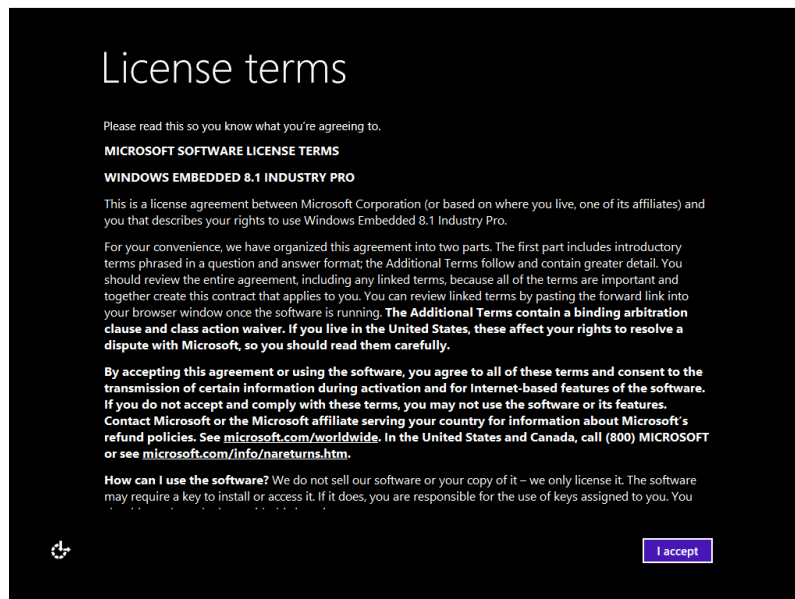 License terms
Please read this so you know what you're agreeing to.
MICROSOFT SOFTWARE LICENSE TERMS
WINDOWS EMBEDDED 8.1 INDUSTRY PRO
This is a license agreement between Microsoft Corporation (or based on where you live, one of its affiliates) and
you that describes your rights to use Windows Embedded 8.1 Industry Pro.
For your convenience, we have organized this agreement into two parts. The first part includes introductory
terms phrased in a question and answer format; the Additional Terms follow and contain greater detail. You
should review the entire agreement, including any linked terms, because all of the terms are important and
together create this contract that applies to you. You can review linked terms by pasting the forward link into
your browser window once the software is running. The Additional Terms contain a binding arbitration
clause and class action waiver. If you live in the United States, these affect your rights to resolve a
dispute with Microsoft, so you should read them carefully.
By accepting this agreement or using the software, you agree to all of these terms and consent to the
transmission of certain information during activation and for Internet-based features of the software.
If you do not accept and comply with these terms, you may not use the software or its features.
Contact Microsoft or the Microsoft affiliate serving your country for information about Microsoft's
refund policies. See microsoft.com/worldwide. In the United States and Canada, call (800) MICROSOFT
or see microsoft.com/info/nareturns.htm.
How can I use the software? We do not sell our software or your copy of it – we only license it. The software
may require a key to install or access it. If it does, you are responsible for the use of keys assigned to you. You
I accept